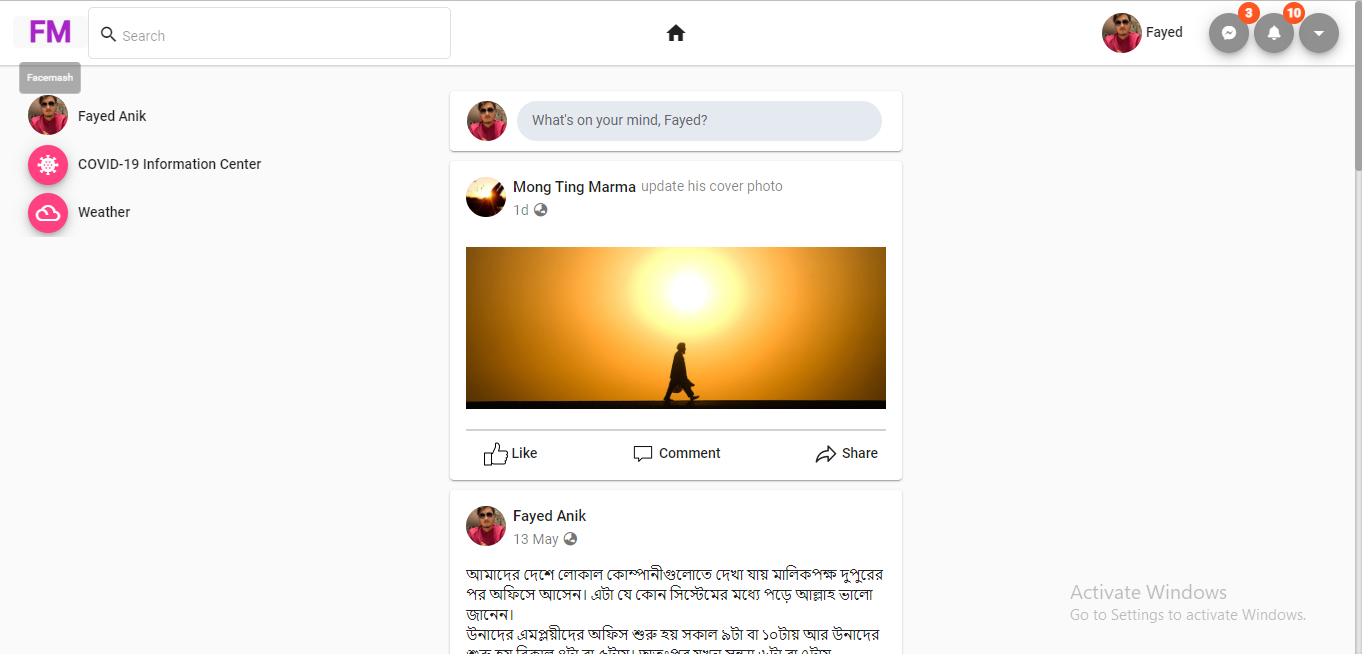 FM
Search
Fayed
3
10
Facemash
Fayed Anik
COVID-19 Information Center
Weather
What's on your mind, Fayed?
Mong Ting Marma update his cover photo
1d
Like
Comment
Share
Fayed Anik
13 May
আমাদের দেশে লোকাল কোম্পানীগুলোতে দেখা যায় মালিকপক্ষ দুপুরের
পর অফিসে আসেন। এটা যে কোন সিস্টেমের মধ্যে পড়ে আল্লাহ ভালো
জানেন।
উনাদের এমপ্লয়ীদের অফিস শুরু হয় সকাল ৯টা বা ১০টায় আর উনাদের
Activate Windows
Go to Settings to activate Windows.